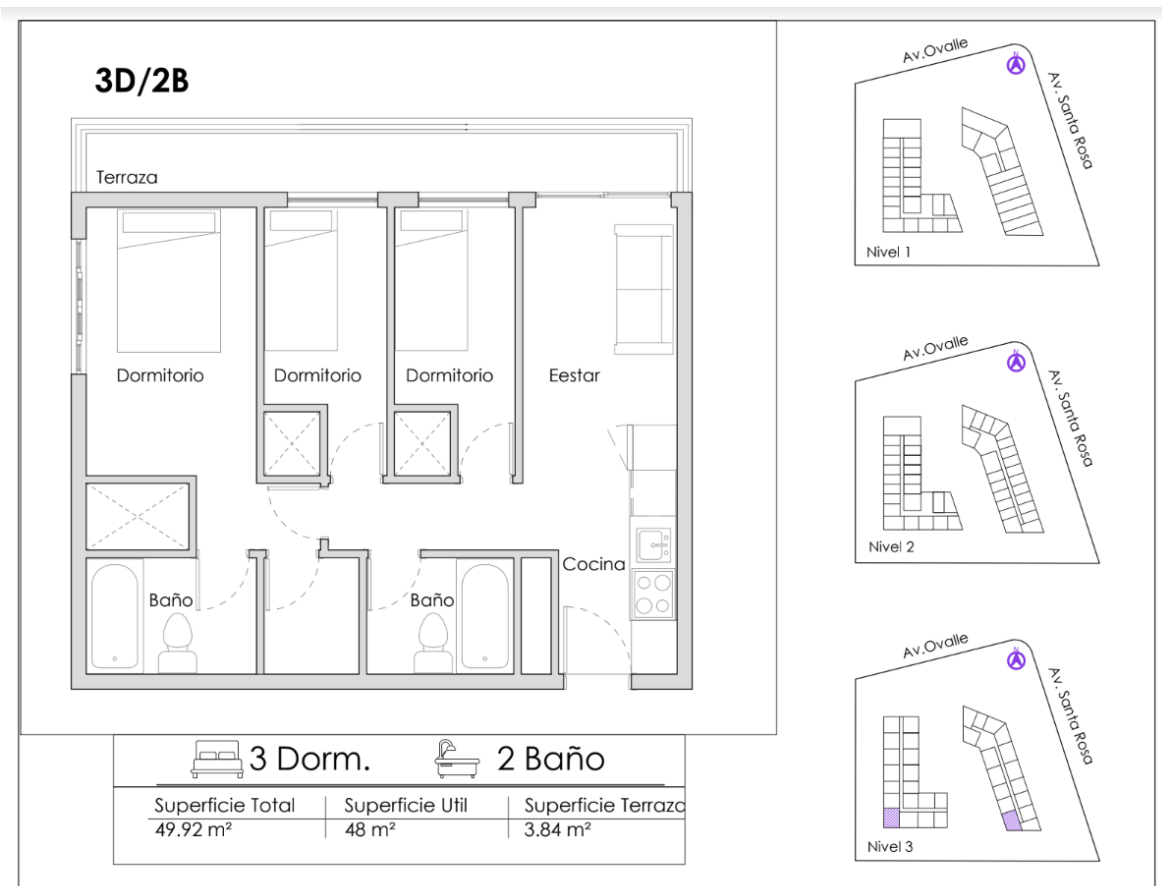 3D/2B
Terraza
Dormitorio
Dormitorio
Dormitorio
Eestar
Cocina
Baño
Baño
3 Dorm.
2 Baño
Superficie Total
Superficie Util
Superficie Terraza
49.92 m²
48 m²
3.84 m²
Av.Ovalle
N
Av. Santa Rosa
Nivel 1
Av.Ovalle
N
Av. Santa Rosa
Nivel 2
Av.Ovalle
N
Av. Santa Rosa
Nivel 3